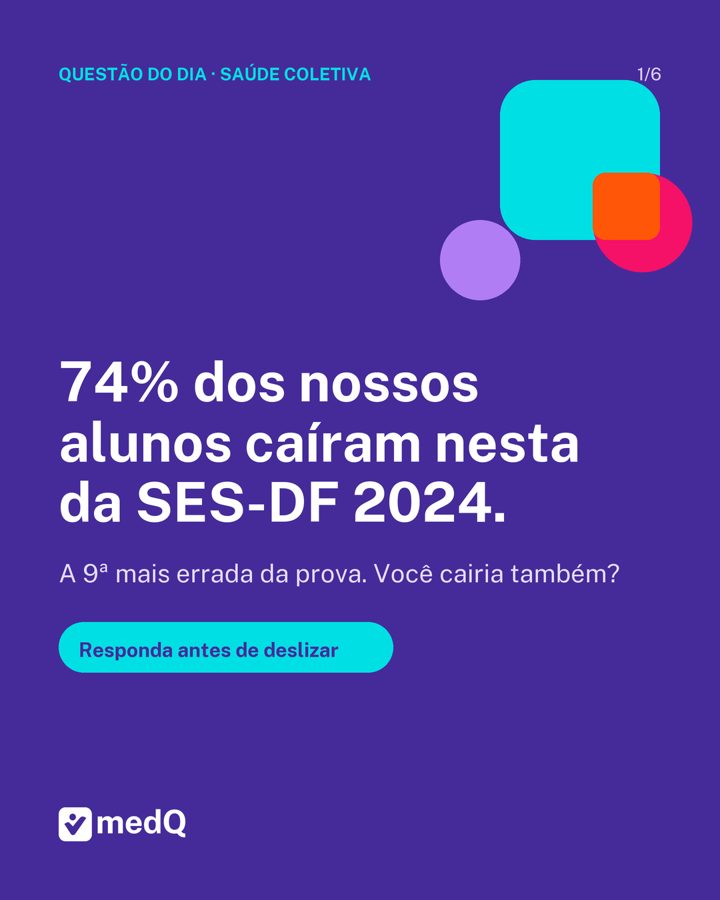 QUESTÃO DO DIA · SAÚDE COLETIVA
1/6
74% dos nossos
alunos caíram nesta
da SES-DF 2024.
A 9ª mais errada da prova. Você cairia também?
Responda antes de deslizar
medQ